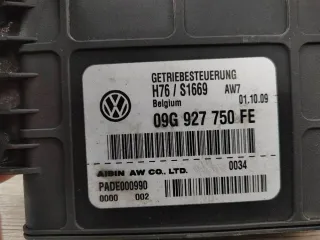 GETRIEBESTEUERUNG
H76 / S1669 AW7
Belgium 01.10.09
09G 927 750 FE
0034
AISIN AW CO., LTD.
PADE000990
0000 002